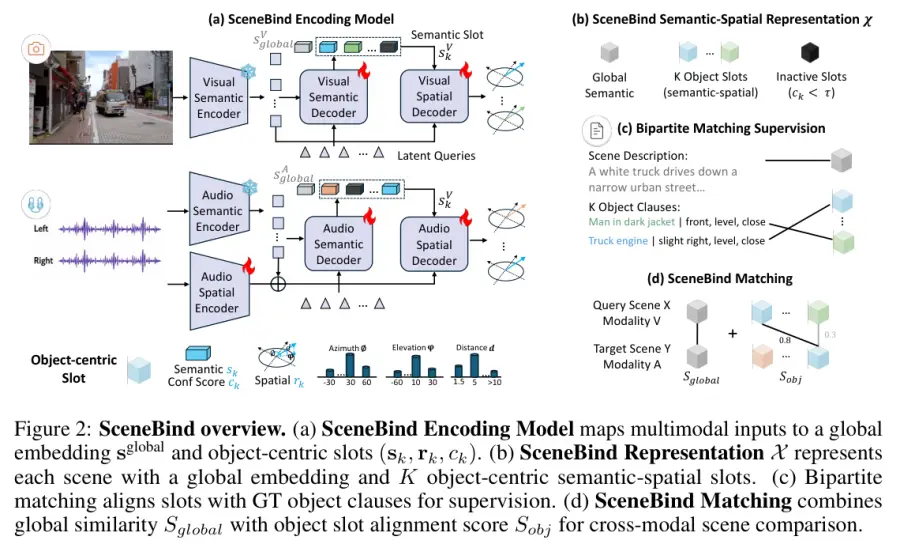 (a) SceneBind Encoding Model
Visual
Semantic
Encoder
s^V_global
Semantic Slot
s^V_k
Visual
Semantic
Decoder
Visual
Spatial
Decoder
Latent Queries
Left
Right
Audio
Semantic
Encoder
Audio
Spatial
Encoder
s^A_global
s^V_k
Audio
Semantic
Decoder
Audio
Spatial
Decoder
Object-centric
Slot
Semantic s_k
Conf Score c_k
Spatial r_k
Azimuth ϕ
-30 30 60
Elevation φ
-60 10 30
Distance d
1.5 5 >10
(b) SceneBind Semantic-Spatial Representation χ
Global
Semantic
K Object Slots
(semantic-spatial)
Inactive Slots
(c_k < τ)
(c) Bipartite Matching Supervision
Scene Description:
A white truck drives down a
narrow urban street…
K Object Clauses:
Man in dark jacket | front, level, close
Truck engine | slight right, level, close
(d) SceneBind Matching
Query Scene X
Modality V
Target Scene Y
Modality A
+
0.8
0.3
S_global
S_obj
Figure 2: SceneBind overview. (a) SceneBind Encoding Model maps multimodal inputs to a global
embedding s^global and object-centric slots (s_k, r_k, c_k). (b) SceneBind Representation X represents
each scene with a global embedding and K object-centric semantic-spatial slots. (c) Bipartite
matching aligns slots with GT object clauses for supervision. (d) SceneBind Matching combines
global similarity S_global with object slot alignment score S_obj for cross-modal scene comparison.